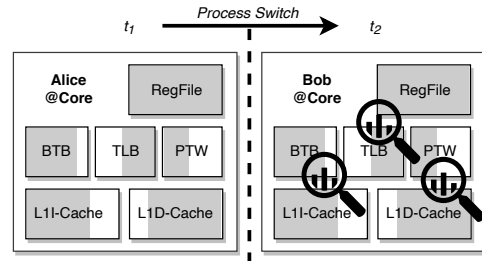 Process Switch
t1
t2
Alice
@Core
RegFile
BTB
TLB
PTW
L1I-Cache
L1D-Cache
Bob
@Core
RegFile
BTB
TLB
PTW
L1I-Cache
L1D-Cache